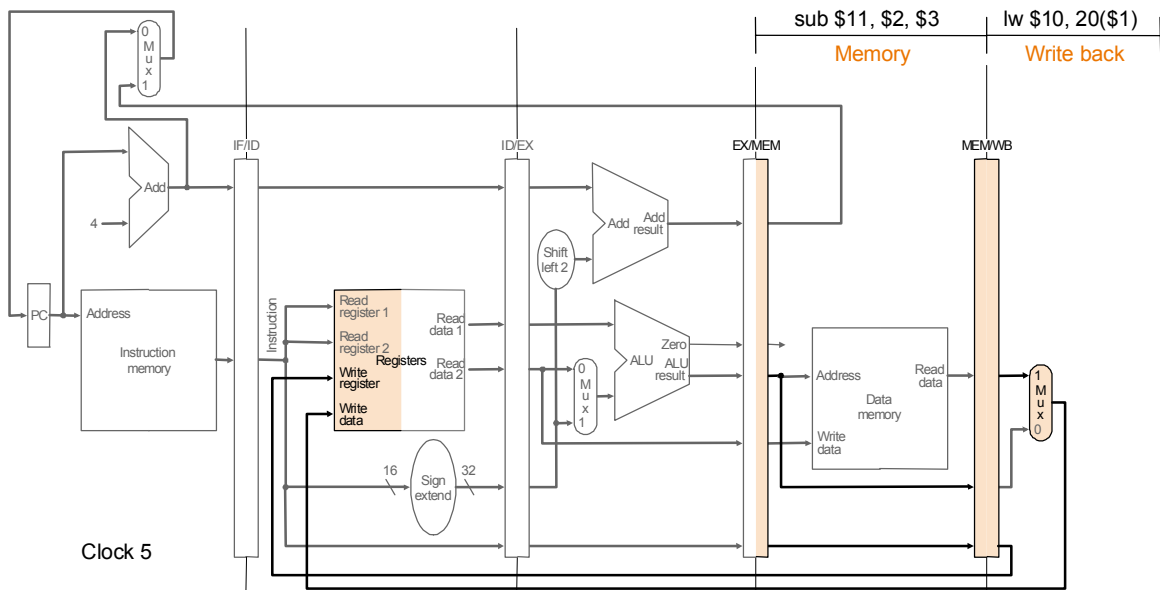 sub $11, $2, $3
lw $10, 20($1)
Memory
Write back
0
M
u
x
1
IF/ID
ID/EX
EX/MEM
MEM/WB
Add
4
Add
Add
result
Shift
left 2
PC
Address
Instruction
memory
Instruction
Read
register 1
Read
register 2
Registers
Write
register
Write
data
Read
data 1
Read
data 2
0
M
u
x
1
Zero
ALU
ALU
result
Address
Read
data
Data
memory
Write
data
1
M
u
x
0
16
Sign
extend
32
Clock 5